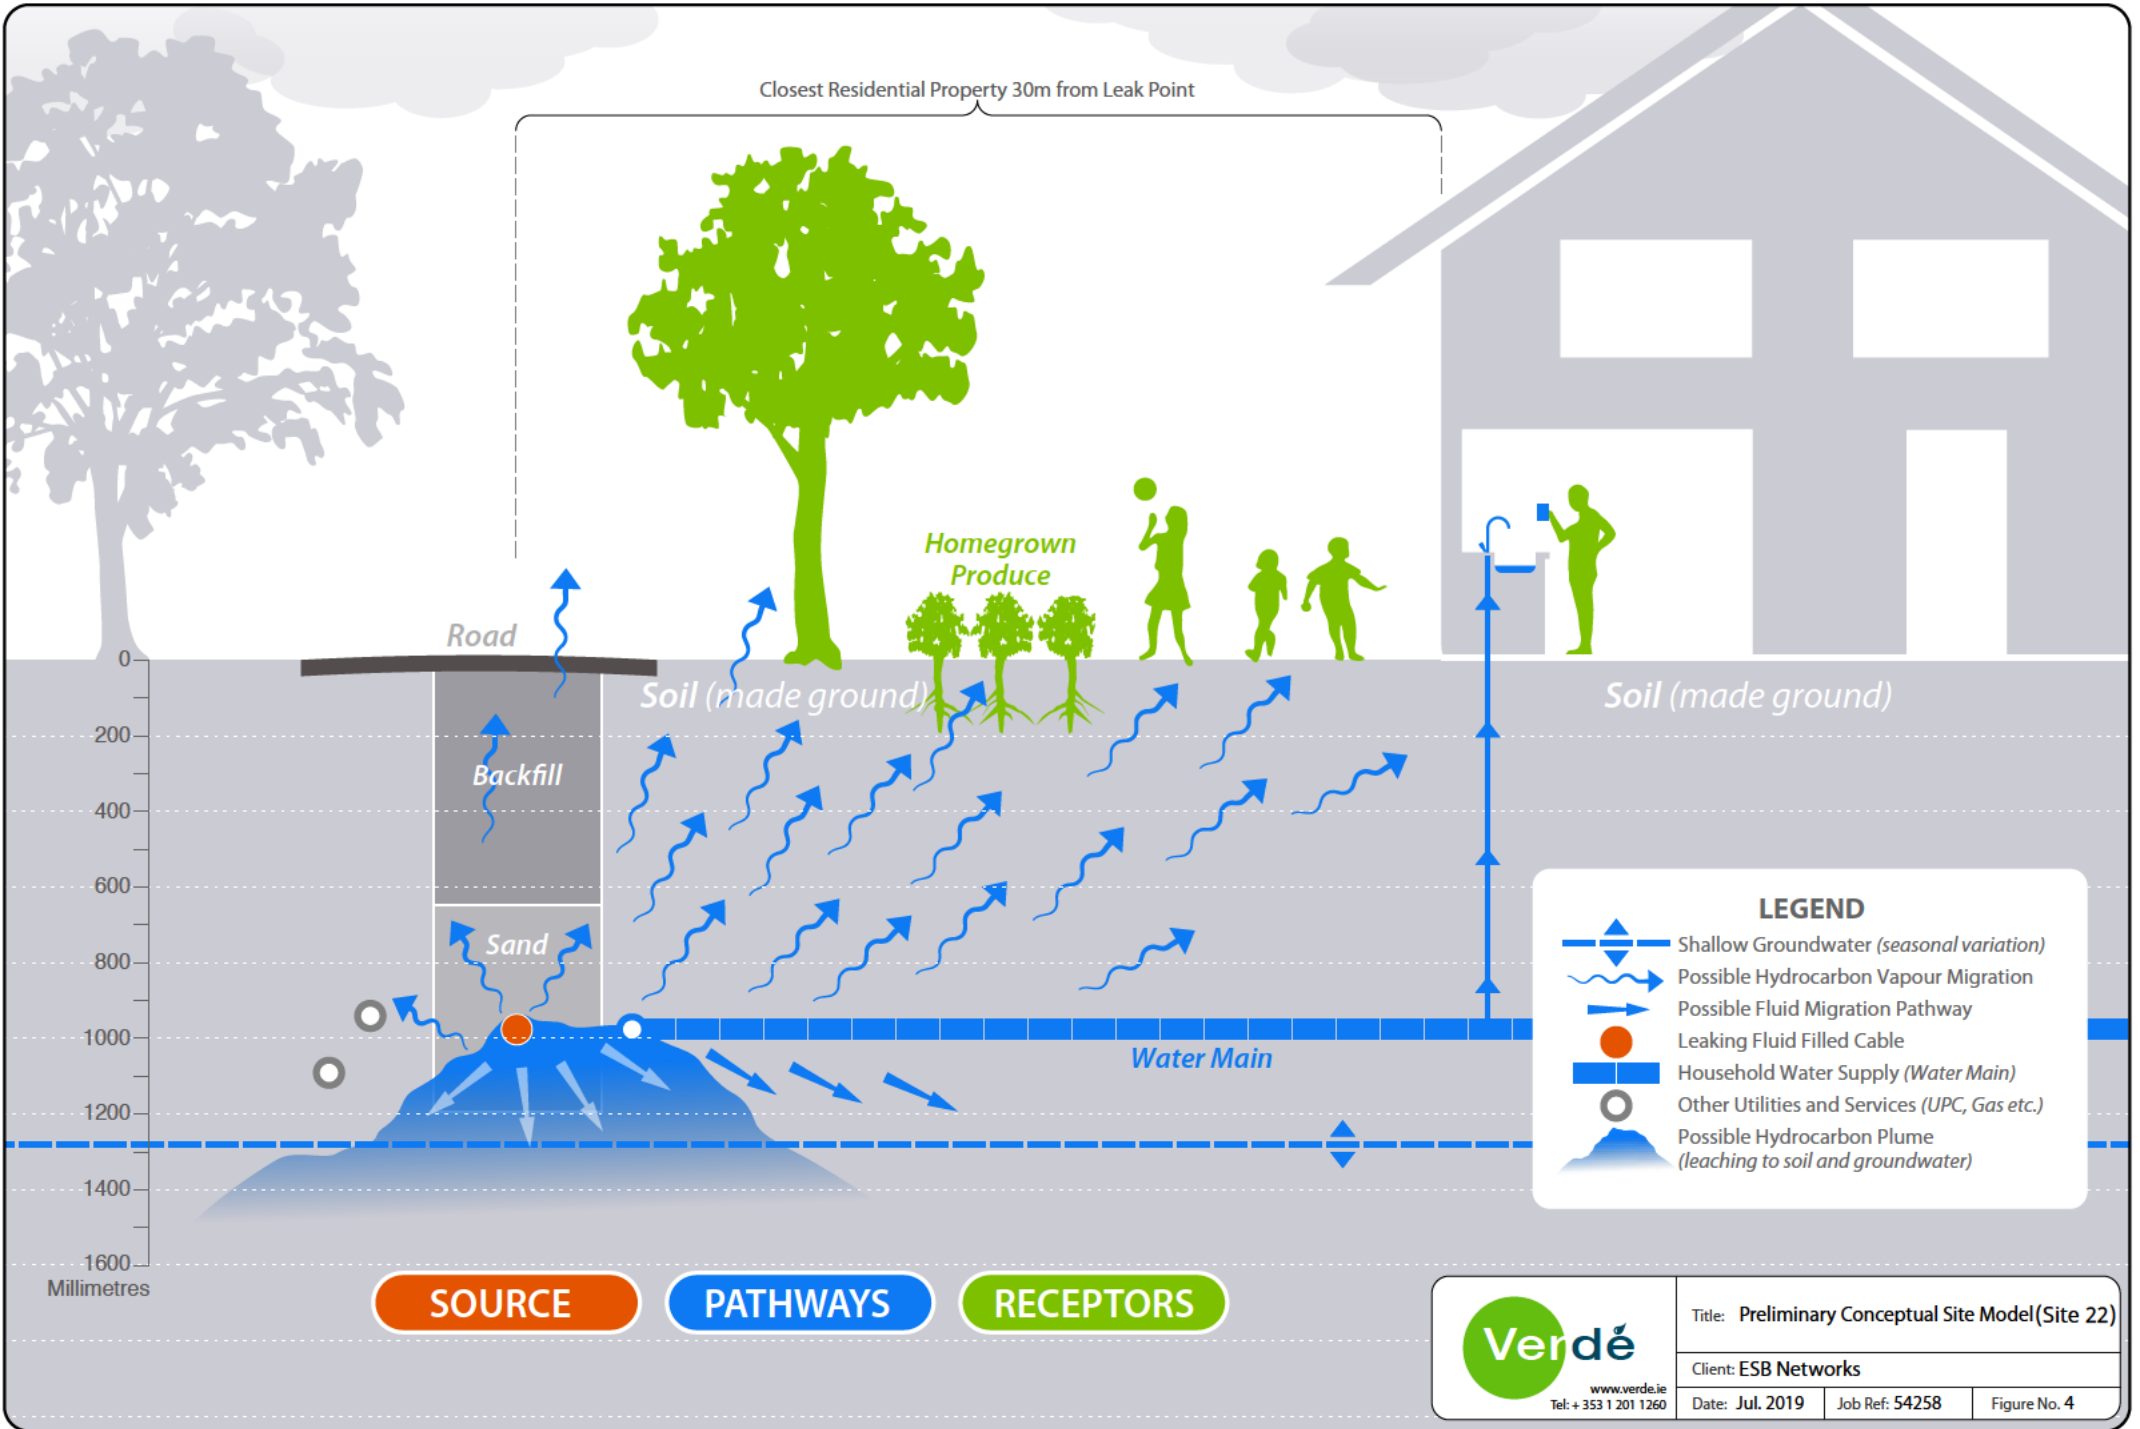 Closest Residential Property 30m from Leak Point
Homegrown
Produce
Road
0
Soil (made ground)
Soil (made ground)
200
Backfill
400
600
Sand
800
1000
Water Main
1200
1400
1600
Millimetres
LEGEND
Shallow Groundwater (seasonal variation)
Possible Hydrocarbon Vapour Migration
Possible Fluid Migration Pathway
Leaking Fluid Filled Cable
Household Water Supply (Water Main)
Other Utilities and Services (UPC, Gas etc.)
Possible Hydrocarbon Plume
(leaching to soil and groundwater)
SOURCE
PATHWAYS
RECEPTORS
Verdé
www.verde.ie
Tel: + 353 1 201 1260
Title: Preliminary Conceptual Site Model (Site 22)
Client: ESB Networks
Date: Jul. 2019
Job Ref: 54258
Figure No. 4